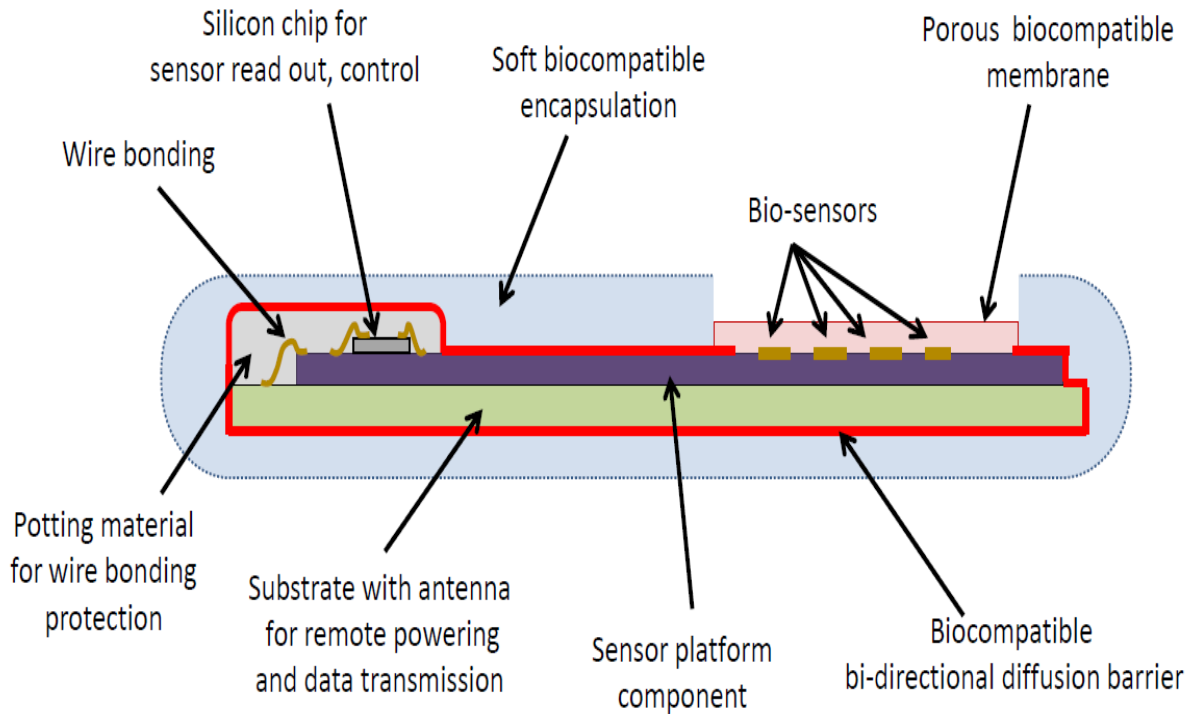 Silicon chip for
sensor read out, control
Soft biocompatible
encapsulation
Porous biocompatible
membrane
Wire bonding
Bio-sensors
Potting material
for wire bonding
protection
Substrate with antenna
for remote powering
and data transmission
Sensor platform
component
Biocompatible
bi-directional diffusion barrier